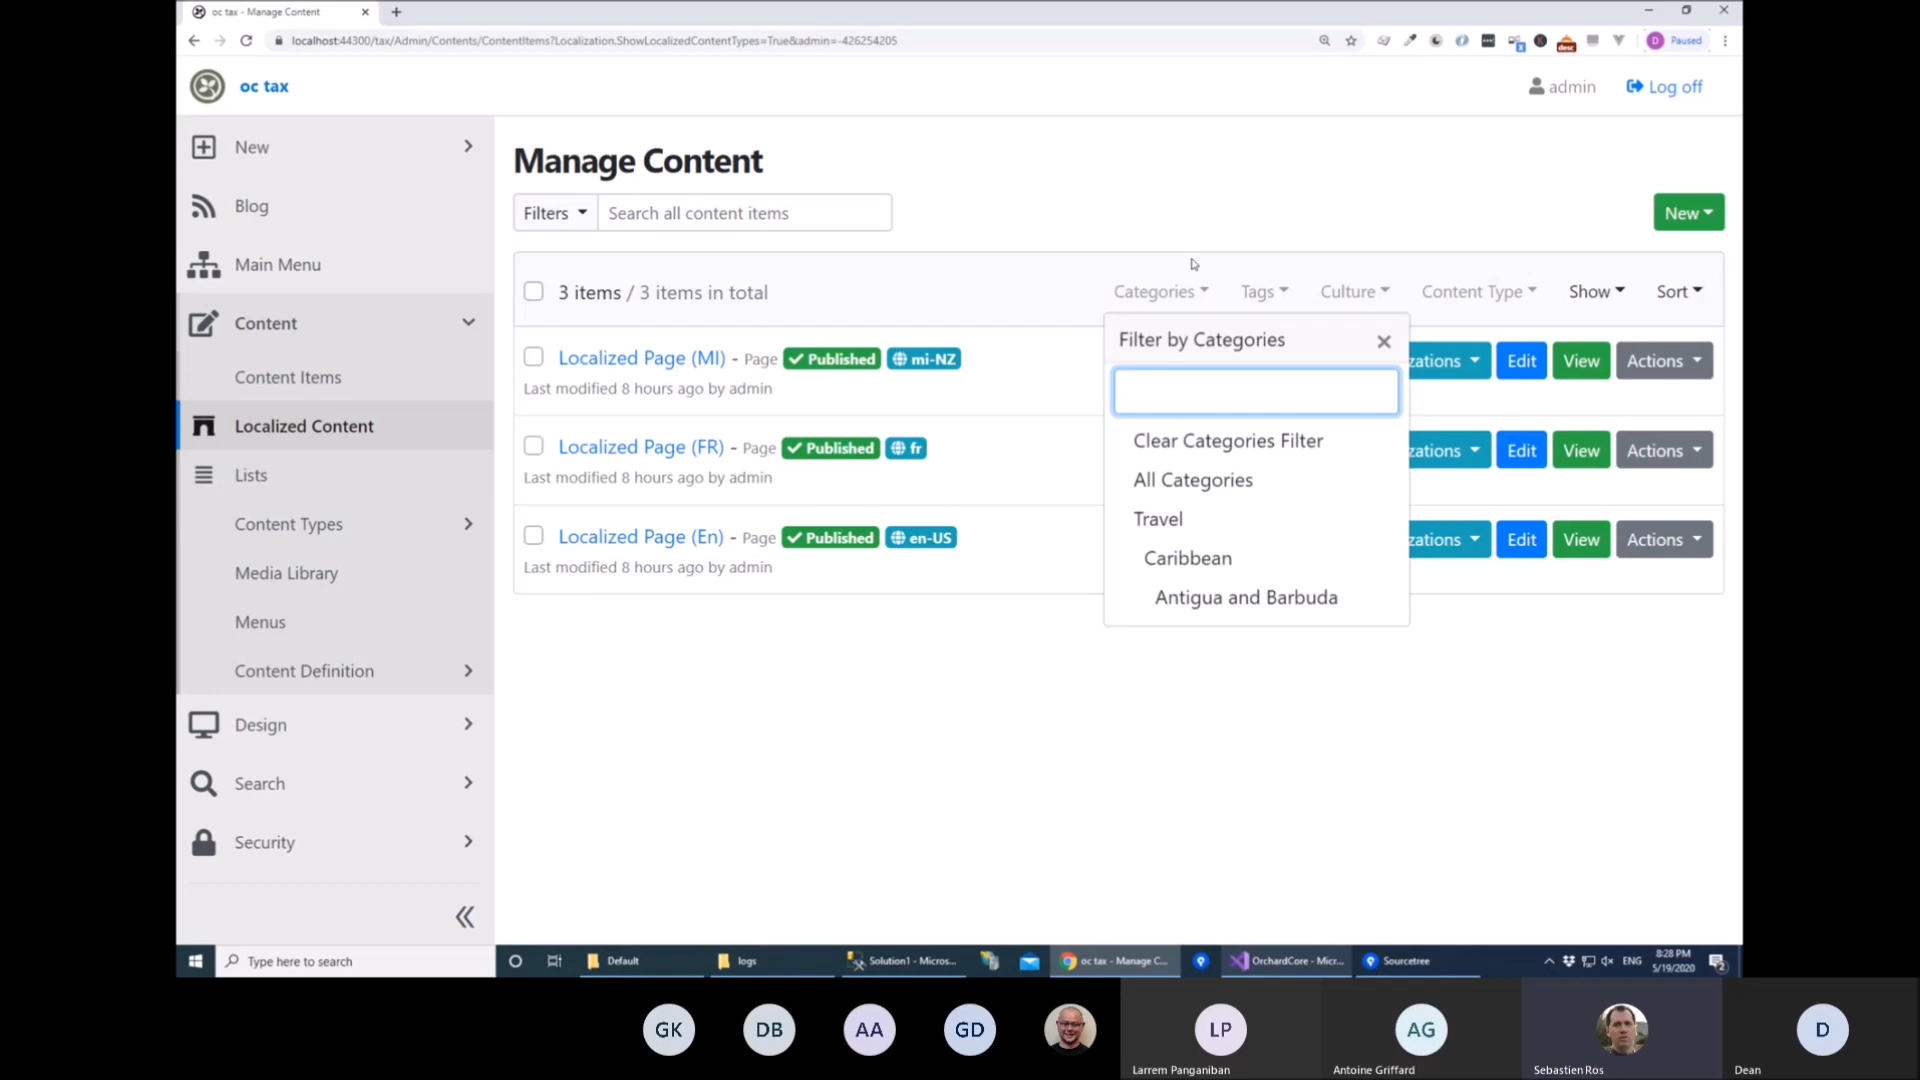 oc tax - Manage Content
localhost:44300/tax/Admin/Contents/ContentItems?Localization.ShowLocalizedContentTypes=True&admin=-426254205
D Paused
oc tax
admin
Log off
New
Blog
Main Menu
Content
Content Items
Localized Content
Lists
Content Types
Media Library
Menus
Content Definition
Design
Search
Security
Manage Content
Filters
Search all content items
New
3 items / 3 items in total
Categories
Tags
Culture
Content Type
Show
Sort
Localized Page (MI) - Page Published mi-NZ
Last modified 8 hours ago by admin
zations Edit View Actions
Localized Page (FR) - Page Published fr
Last modified 8 hours ago by admin
zations Edit View Actions
Localized Page (En) - Page Published en-US
Last modified 8 hours ago by admin
zations Edit View Actions
Filter by Categories
Clear Categories Filter
All Categories
Travel
Caribbean
Antigua and Barbuda
Type here to search
Default
logs
Solution1 - Micros...
oc tax - Manage C...
OrchardCore - Micr...
Sourcetree
ENG
8:28 PM
5/19/2020
2
GK
DB
AA
GD
LP
Larrem Panganiban
AG
Antoine Griffard
Sebastien Ros
D
Dean